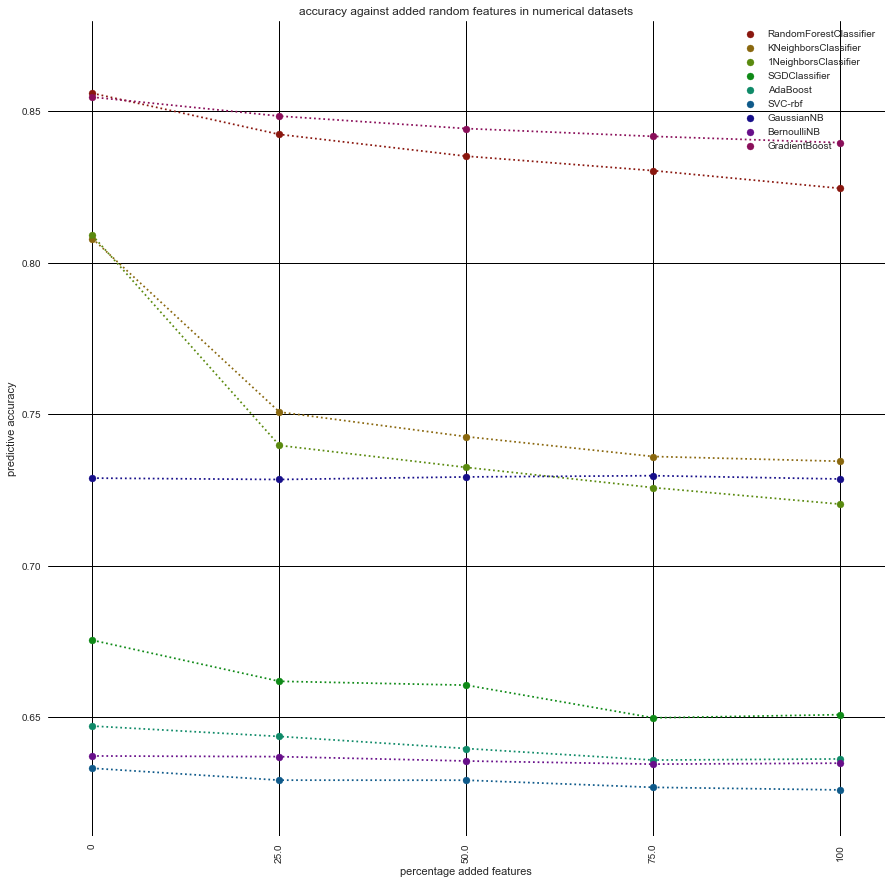 accuracy against added random features in numerical datasets
RandomForestClassifier
KNeighborsClassifier
1NeighborsClassifier
SGDClassifier
AdaBoost
SVC-rbf
GaussianNB
BernoulliNB
GradientBoost
0.85
0.80
0.75
0.70
0.65
predictive accuracy
0
25.0
50.0
75.0
100
percentage added features